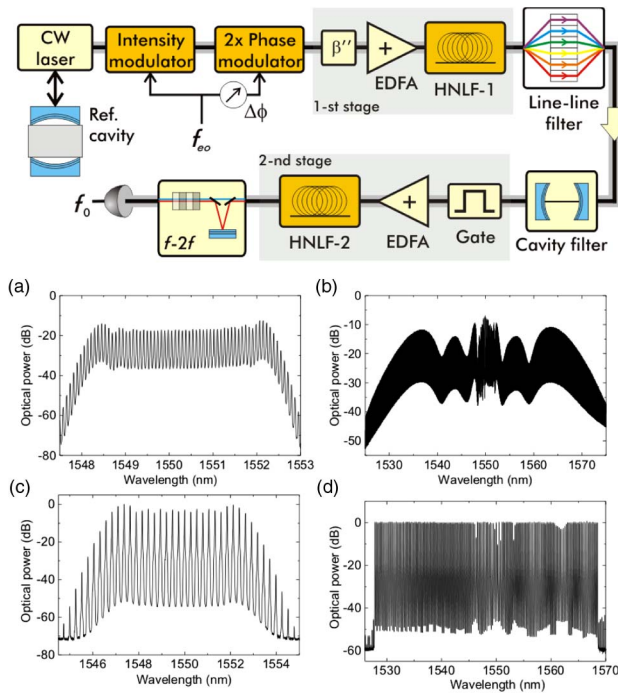 CW laser
Intensity modulator
2x Phase modulator
β''
+
EDFA
HNLF-1
Line-line filter
1-st stage
Ref. cavity
Δϕ
f_eo
2-nd stage
f_0
f-2f
HNLF-2
+
EDFA
Gate
Cavity filter
(a)
Optical power (dB)
0
-20
-40
-60
-80
1548 1549 1550 1551 1552 1553
Wavelength (nm)
(b)
Optical power (dB)
0
-10
-20
-30
-40
-50
1530 1540 1550 1560 1570
Wavelength (nm)
(c)
Optical power (dB)
0
-20
-40
-60
-80
1546 1548 1550 1552 1554
Wavelength (nm)
(d)
Optical power (dB)
0
-20
-40
-60
1530 1540 1550 1560 1570
Wavelength (nm)